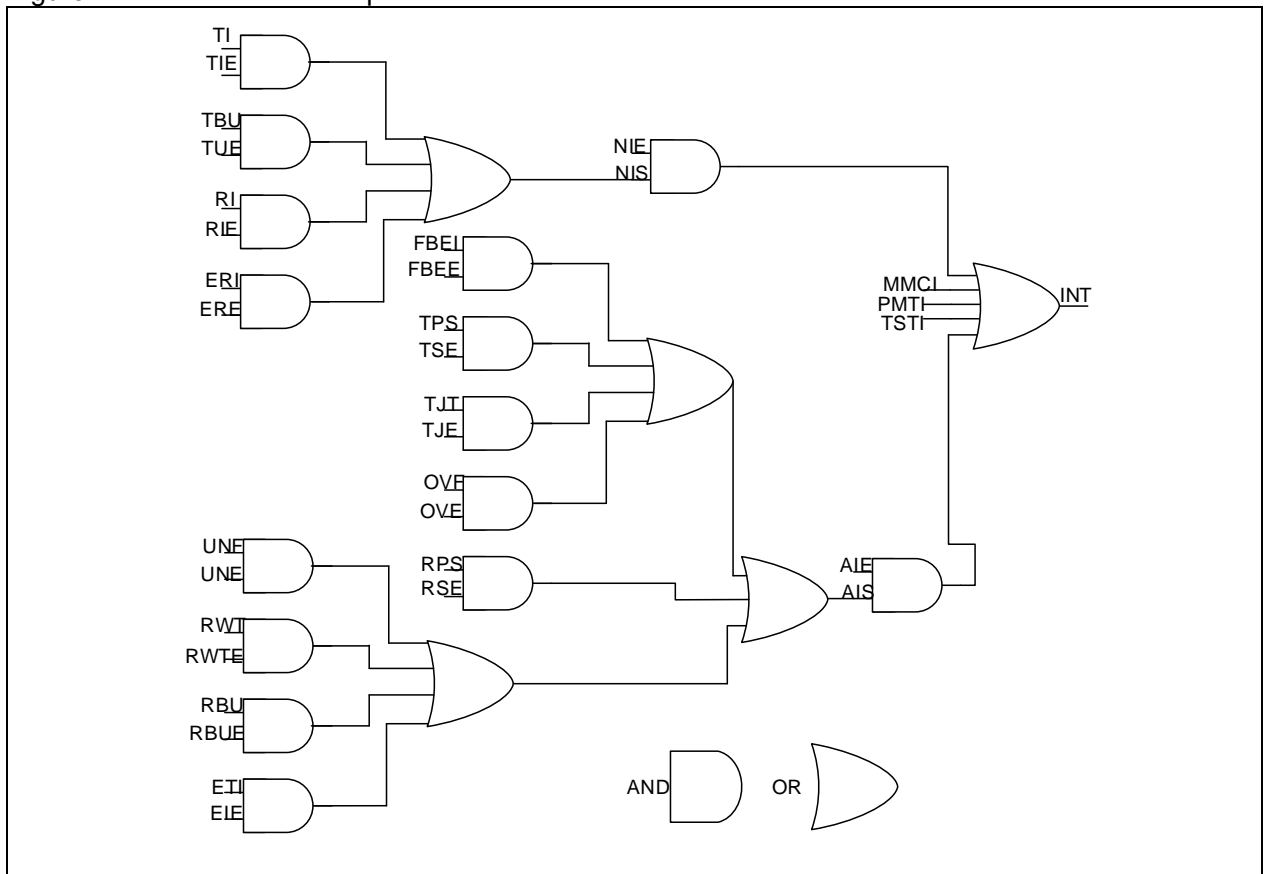 TI
TIE
TBU
TUE
RI
RIE
ERI
ERE
NIE
NIS
FBEI
FBEE
TPS
TSE
TJT
TJE
OVF
OVE
MMCI
PMTI
TSTI
INT
UNF
UNE
RWT
RWTE
RBU
RBUE
ETI
EIE
RPS
RSE
AIE
AIS
AND
OR